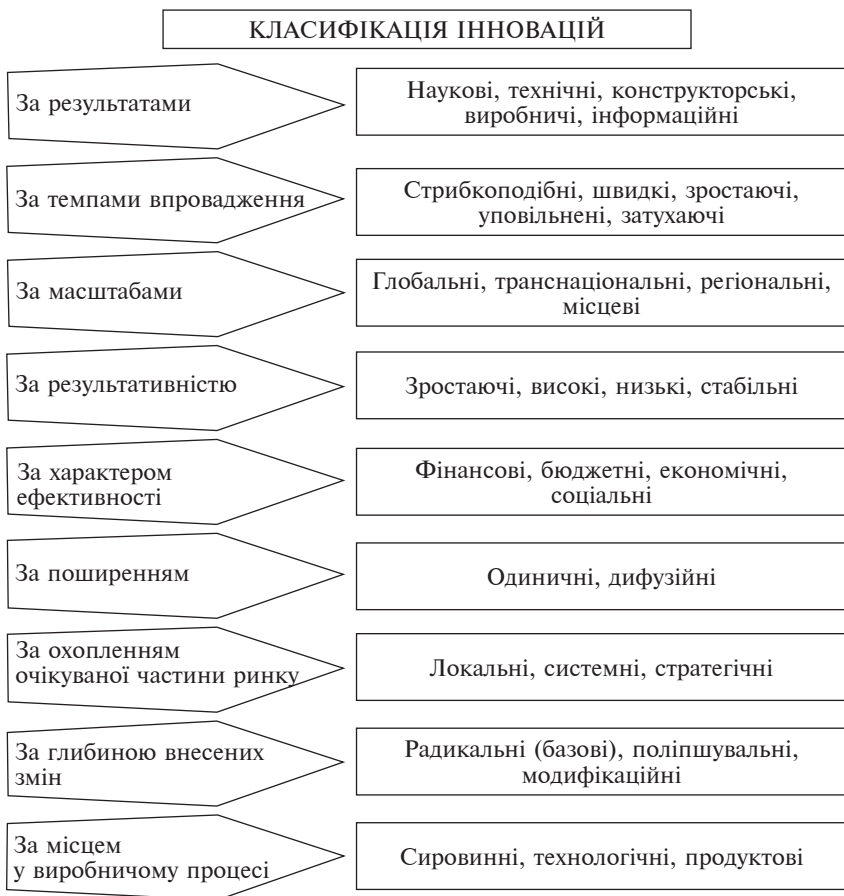 КЛАСИФІКАЦІЯ ІННОВАЦІЙ
За результатами
Наукові, технічні, конструкторські,
виробничі, інформаційні
За темпами впровадження
Стрибкоподібні, швидкі, зростаючі,
уповільнені, затухаючі
За масштабами
Глобальні, транснаціональні, регіональні,
місцеві
За результативністю
Зростаючі, високі, низькі, стабільні
За характером
ефективності
Фінансові, бюджетні, економічні,
соціальні
За поширенням
Одиничні, дифузійні
За охопленням
очікуваної частини ринку
Локальні, системні, стратегічні
За глибиною внесених
змін
Радикальні (базові), поліпшувальні,
модифікаційні
За місцем
у виробничому процесі
Сировинні, технологічні, продуктові